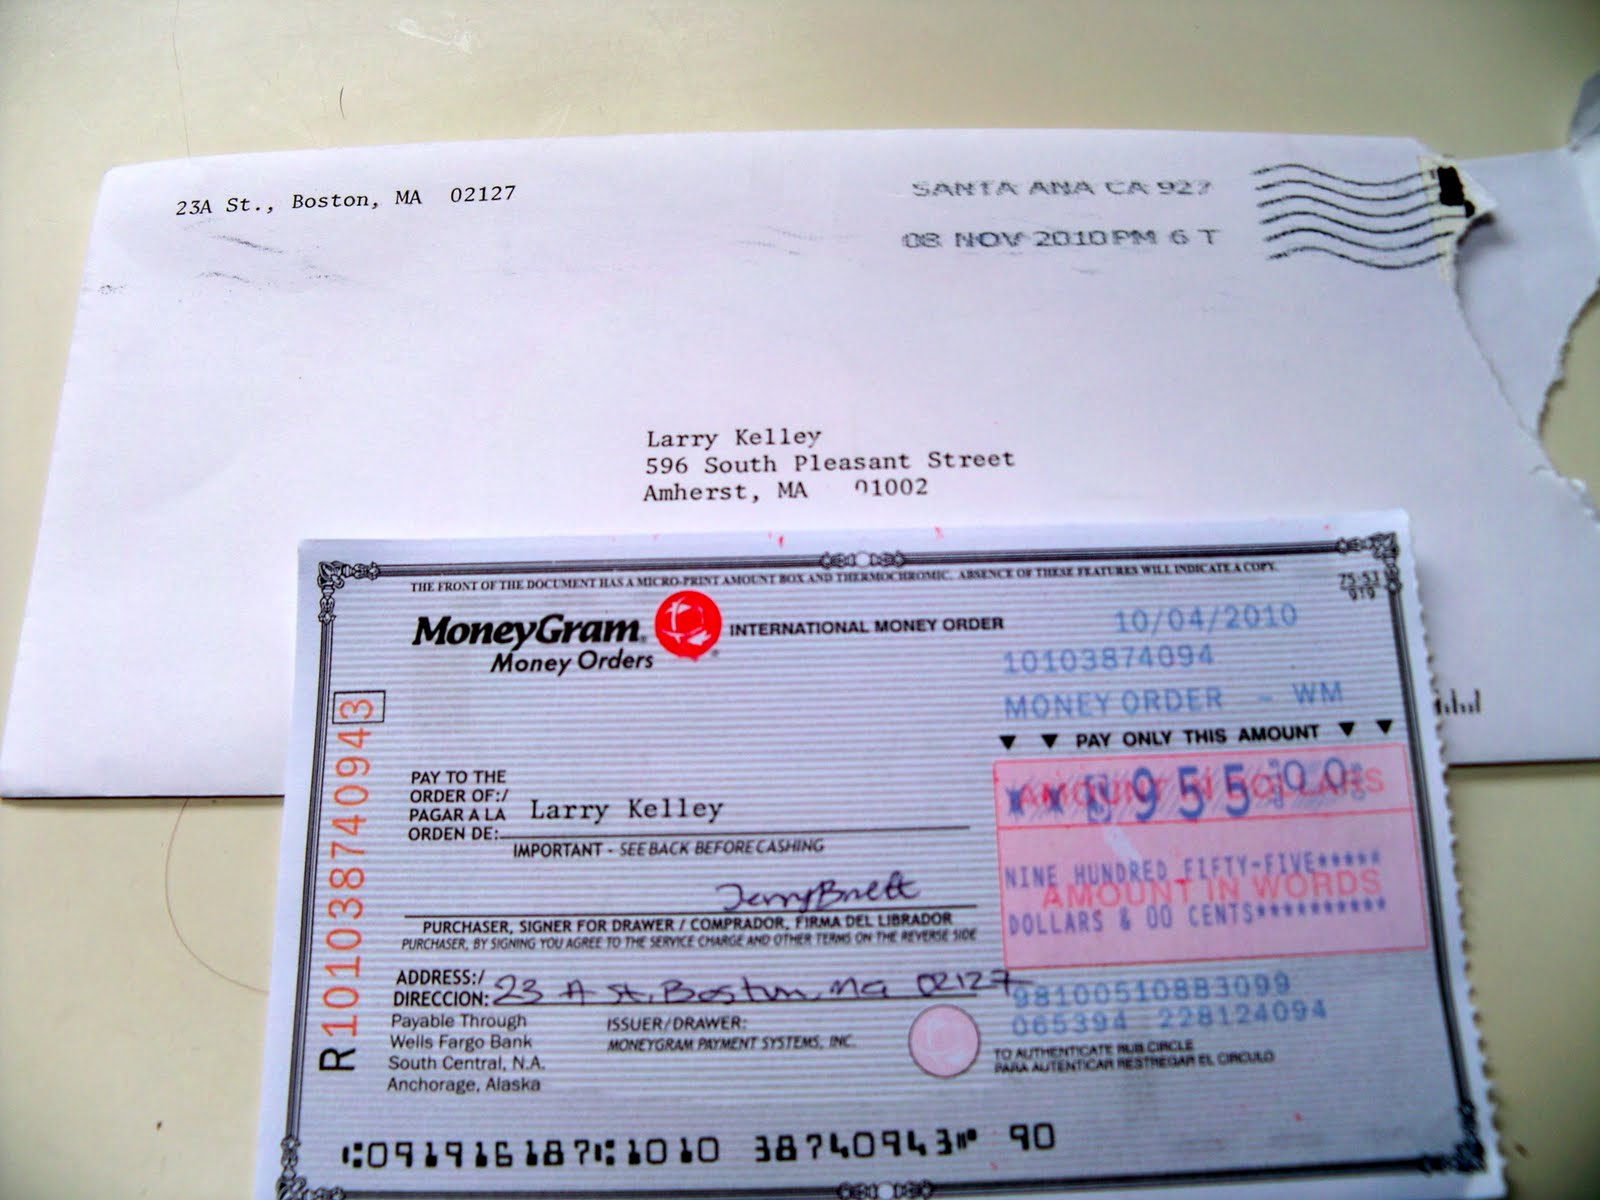 23A St., Boston, MA 02127
SANTA ANA CA 927
08 NOV 2010 PM 6 T
Larry Kelley
596 South Pleasant Street
Amherst, MA 01002
THE FRONT OF THE DOCUMENT HAS A MICRO-PRINT AMOUNT BOX AND THERMOCHROMIC. ABSENCE OF THESE FEATURES WILL INDICATE A COPY.
75-53
919
MoneyGram.
Money Orders
INTERNATIONAL MONEY ORDER
10/04/2010
10103874094
MONEY ORDER - WM
PAY ONLY THIS AMOUNT
**$955.00
AMOUNT IN DOLLARS
NINE HUNDRED FIFTY-FIVE*****
AMOUNT IN WORDS
DOLLARS & 00 CENTS**********
R101038740943
PAY TO THE
ORDER OF:/
PAGAR A LA
ORDEN DE:
Larry Kelley
IMPORTANT - SEE BACK BEFORE CASHING
Jerry Brett
PURCHASER, SIGNER FOR DRAWER / COMPRADOR, FIRMA DEL LIBRADOR
PURCHASER, BY SIGNING YOU AGREE TO THE SERVICE CHARGE AND OTHER TERMS ON THE REVERSE SIDE
ADDRESS:/
DIRECCION: 23 A St, Boston, Ma 02127
98100510883099
065394 228124094
Payable Through
Wells Fargo Bank
South Central, N.A.
Anchorage, Alaska
ISSUER/DRAWER:
MONEYGRAM PAYMENT SYSTEMS, INC.
TO AUTHENTICATE RUB CIRCLE
PARA AUTENTICAR RESTREGAR EL CIRCULO
⑆091916187⑆1010 38740943⑈ 90